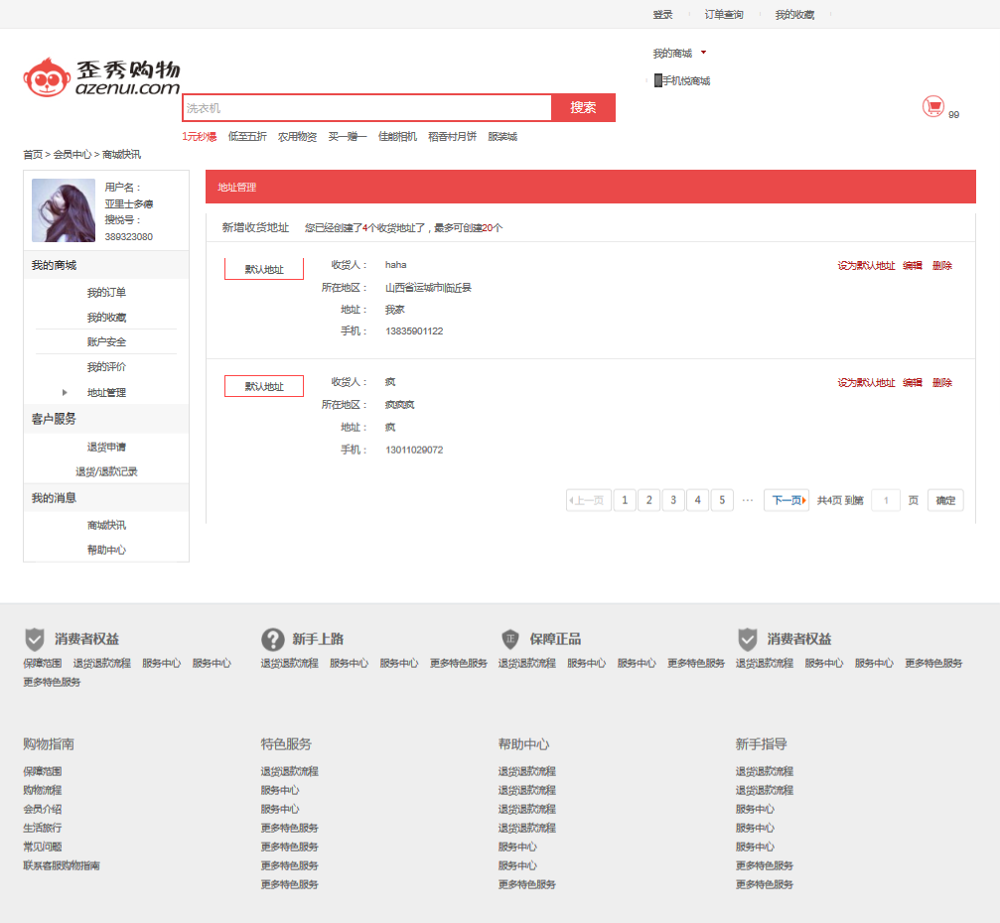 登录 订单查询 我的收藏
我的商城
手机悦商城
歪秀购物
azenui.com
洗衣机 搜索
99
1元秒爆 低至五折 农用物资 买一赠一 佳能相机 稻香村月饼 服装城
首页 > 会员中心 > 商城快讯
用户名：
亚里士多德
搜悦号：
389323080
我的商城
我的订单
我的收藏
账户安全
我的评价
地址管理
客户服务
退货申请
退货/退款记录
我的消息
商城快讯
帮助中心
地址管理
新增收货地址 您已经创建了4个收货地址了，最多可创建20个
默认地址 收货人： haha 设为默认地址 编辑 删除
所在地区： 山西省运城市临近县
地址： 我家
手机： 13835901122
默认地址 收货人： 疯 设为默认地址 编辑 删除
所在地区： 疯疯疯
地址： 疯
手机： 13011029072
上一页 1 2 3 4 5 ··· 下一页 共4页 到第 1 页 确定
消费者权益
保障范围 退货退款流程 服务中心 服务中心
更多特色服务
新手上路
退货退款流程 服务中心 服务中心 更多特色服务
正 保障正品
退货退款流程 服务中心 服务中心 更多特色服务
消费者权益
退货退款流程 服务中心 服务中心 更多特色服务
购物指南
保障范围
购物流程
会员介绍
生活旅行
常见问题
联系客服购物指南
特色服务
退货退款流程
服务中心
服务中心
更多特色服务
更多特色服务
更多特色服务
更多特色服务
帮助中心
退货退款流程
退货退款流程
退货退款流程
退货退款流程
服务中心
服务中心
更多特色服务
新手指导
退货退款流程
退货退款流程
服务中心
服务中心
服务中心
更多特色服务
更多特色服务